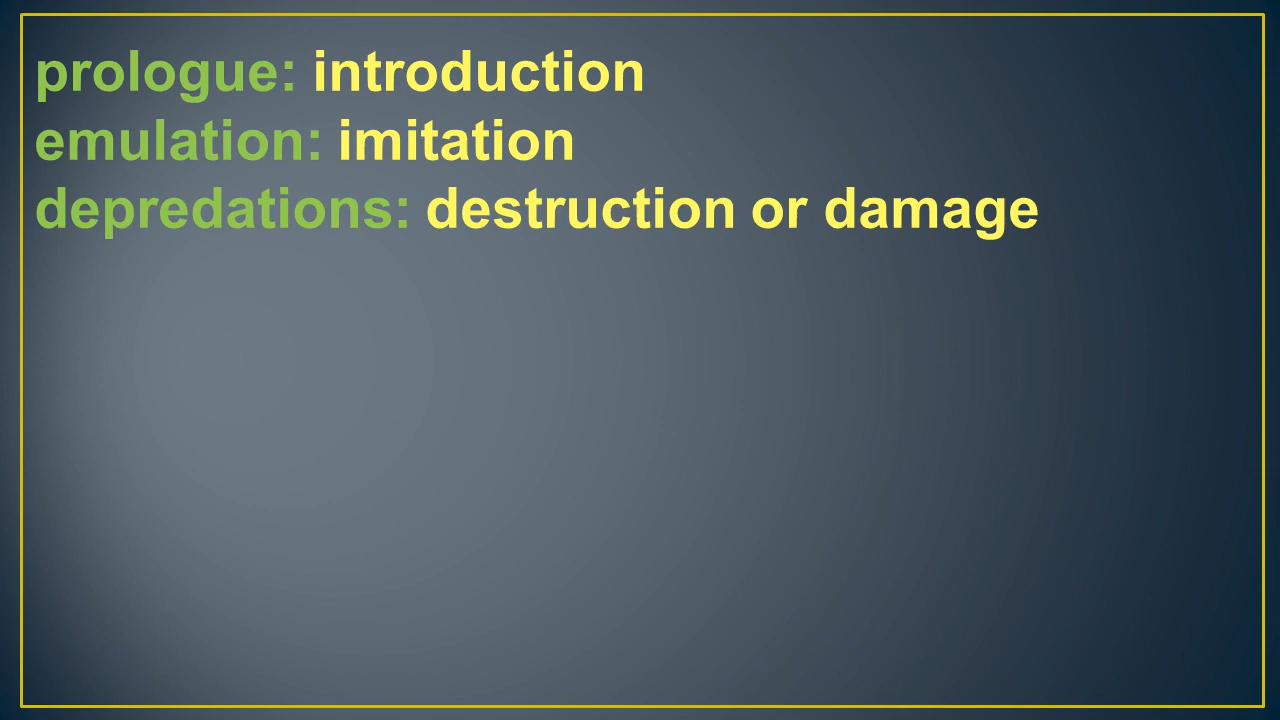 prologue: introduction
emulation: imitation
depredations: destruction or damage